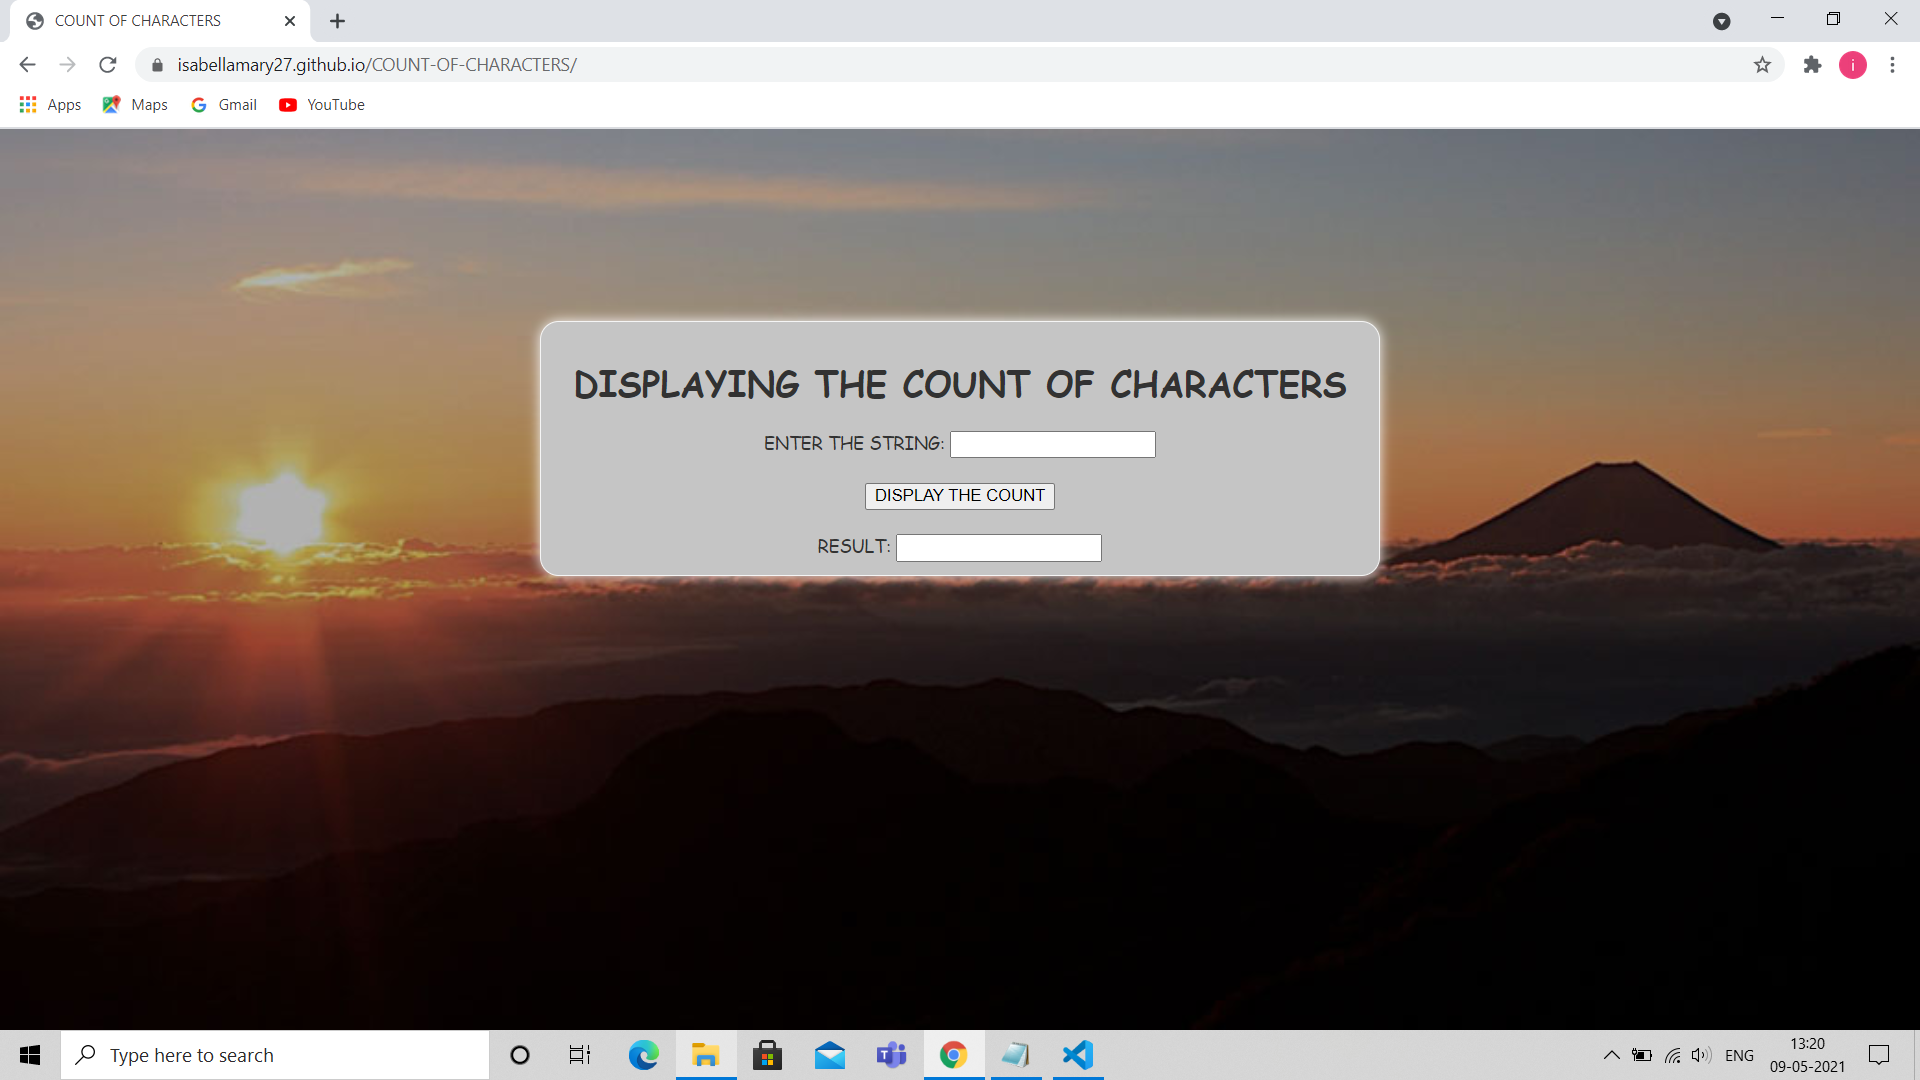 COUNT OF CHARACTERS
isabellamary27.github.io/COUNT-OF-CHARACTERS/
i
Apps Maps Gmail YouTube
DISPLAYING THE COUNT OF CHARACTERS
ENTER THE STRING:
DISPLAY THE COUNT
RESULT:
Type here to search
ENG
13:20
09-05-2021